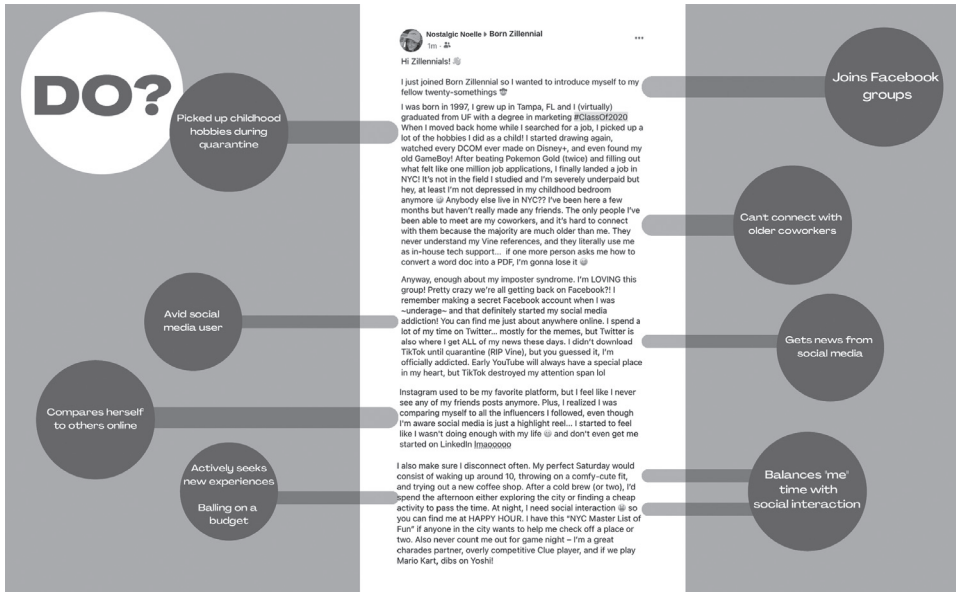 DO?
Picked up childhood
hobbies during
quarantine
Avid social
media user
Compares herself
to others online
Actively seeks
new experiences
Balling on a
budget
Nostalgic Noelle ▸ Born Zillennial
1m ·
Hi Zillennials! 👋
I just joined Born Zillennial so I wanted to introduce myself to my
fellow twenty-somethings 🤠
I was born in 1997, I grew up in Tampa, FL and I (virtually)
graduated from UF with a degree in marketing #ClassOf2020
When I moved back home while I searched for a job, I picked up a
lot of the hobbies I did as a child! I started drawing again,
watched every DCOM ever made on Disney+, and even found my
old GameBoy! After beating Pokemon Gold (twice) and filling out
what felt like one million job applications, I finally landed a job in
NYC! It's not in the field I studied and I'm severely underpaid but
hey, at least I'm not depressed in my childhood bedroom
anymore Anybody else live in NYC?? I've been here a few
months but haven't really made any friends. The only people I've
been able to meet are my coworkers, and it's hard to connect
with them because the majority are much older than me. They
never understand my Vine references, and they literally use me
as in-house tech support... if one more person asks me how to
convert a word doc into a PDF, I'm gonna lose it
Anyway, enough about my imposter syndrome. I'm LOVING this
group! Pretty crazy we're all getting back on Facebook?! I
remember making a secret Facebook account when I was
~underage~ and that definitely started my social media
addiction! You can find me just about anywhere online. I spend a
lot of my time on Twitter... mostly for the memes, but Twitter is
also where I get ALL of my news these days. I didn't download
TikTok until quarantine (RIP Vine), but you guessed it, I'm
officially addicted. Early YouTube will always have a special place
in my heart, but TikTok destroyed my attention span lol
Instagram used to be my favorite platform, but I feel like I never
see any of my friends posts anymore. Plus, I realized I was
comparing myself to all the influencers I followed, even though
I'm aware social media is just a highlight reel... I started to feel
like I wasn't doing enough with my life and don't even get me
started on LinkedIn lmaooooo
I also make sure I disconnect often. My perfect Saturday would
consist of waking up around 10, throwing on a comfy-cute fit,
and trying out a new coffee shop. After a cold brew (or two), I'd
spend the afternoon either exploring the city or finding a cheap
activity to pass the time. At night, I need social interaction so
you can find me at HAPPY HOUR. I have this "NYC Master List of
Fun" if anyone in the city wants to help me check off a place or
two. Also never count me out for game night – I'm a great
charades partner, overly competitive Clue player, and if we play
Mario Kart, dibs on Yoshi!
Joins Facebook
groups
Can't connect with
older coworkers
Gets news from
social media
Balances "me"
time with
social interaction